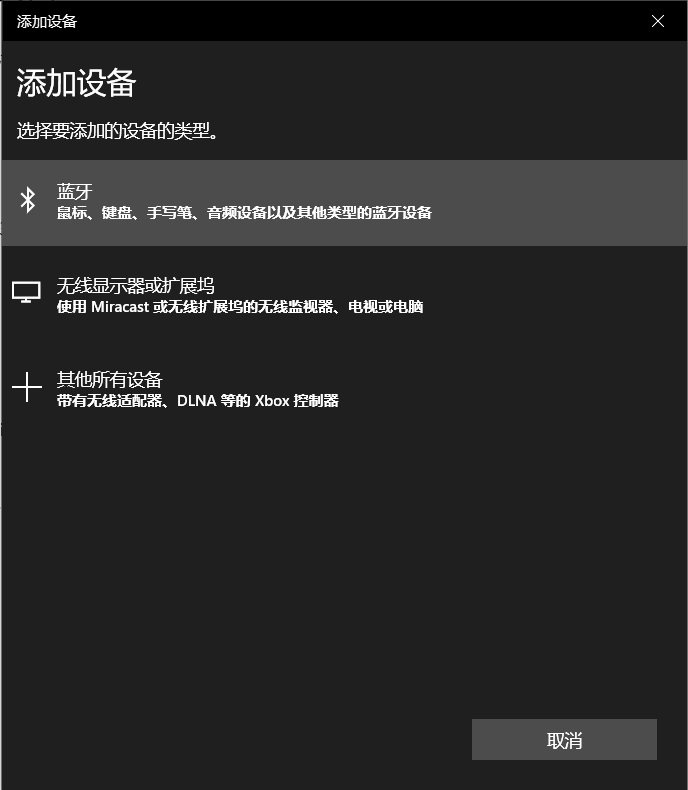 添加设备
添加设备
选择要添加的设备的类型。
蓝牙
鼠标、键盘、手写笔、音频设备以及其他类型的蓝牙设备
无线显示器或扩展坞
使用 Miracast 或无线扩展坞的无线监视器、电视或电脑
其他所有设备
带有无线适配器、DLNA 等的 Xbox 控制器
取消